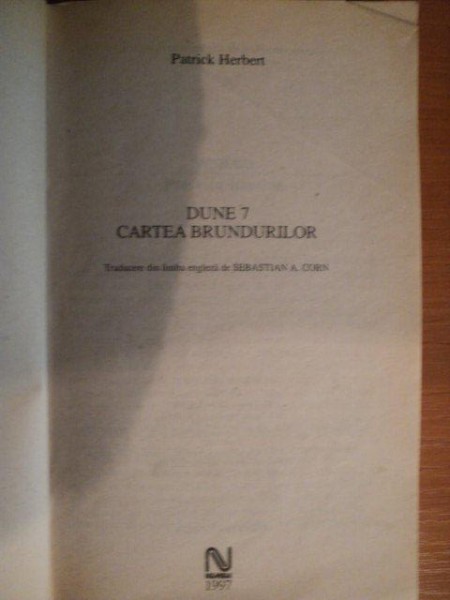 Patrick Herbert
DUNE 7
CARTEA BRUNDURILOR
Traducere din limba engleză de SEBASTIAN A. CORN
N
1997